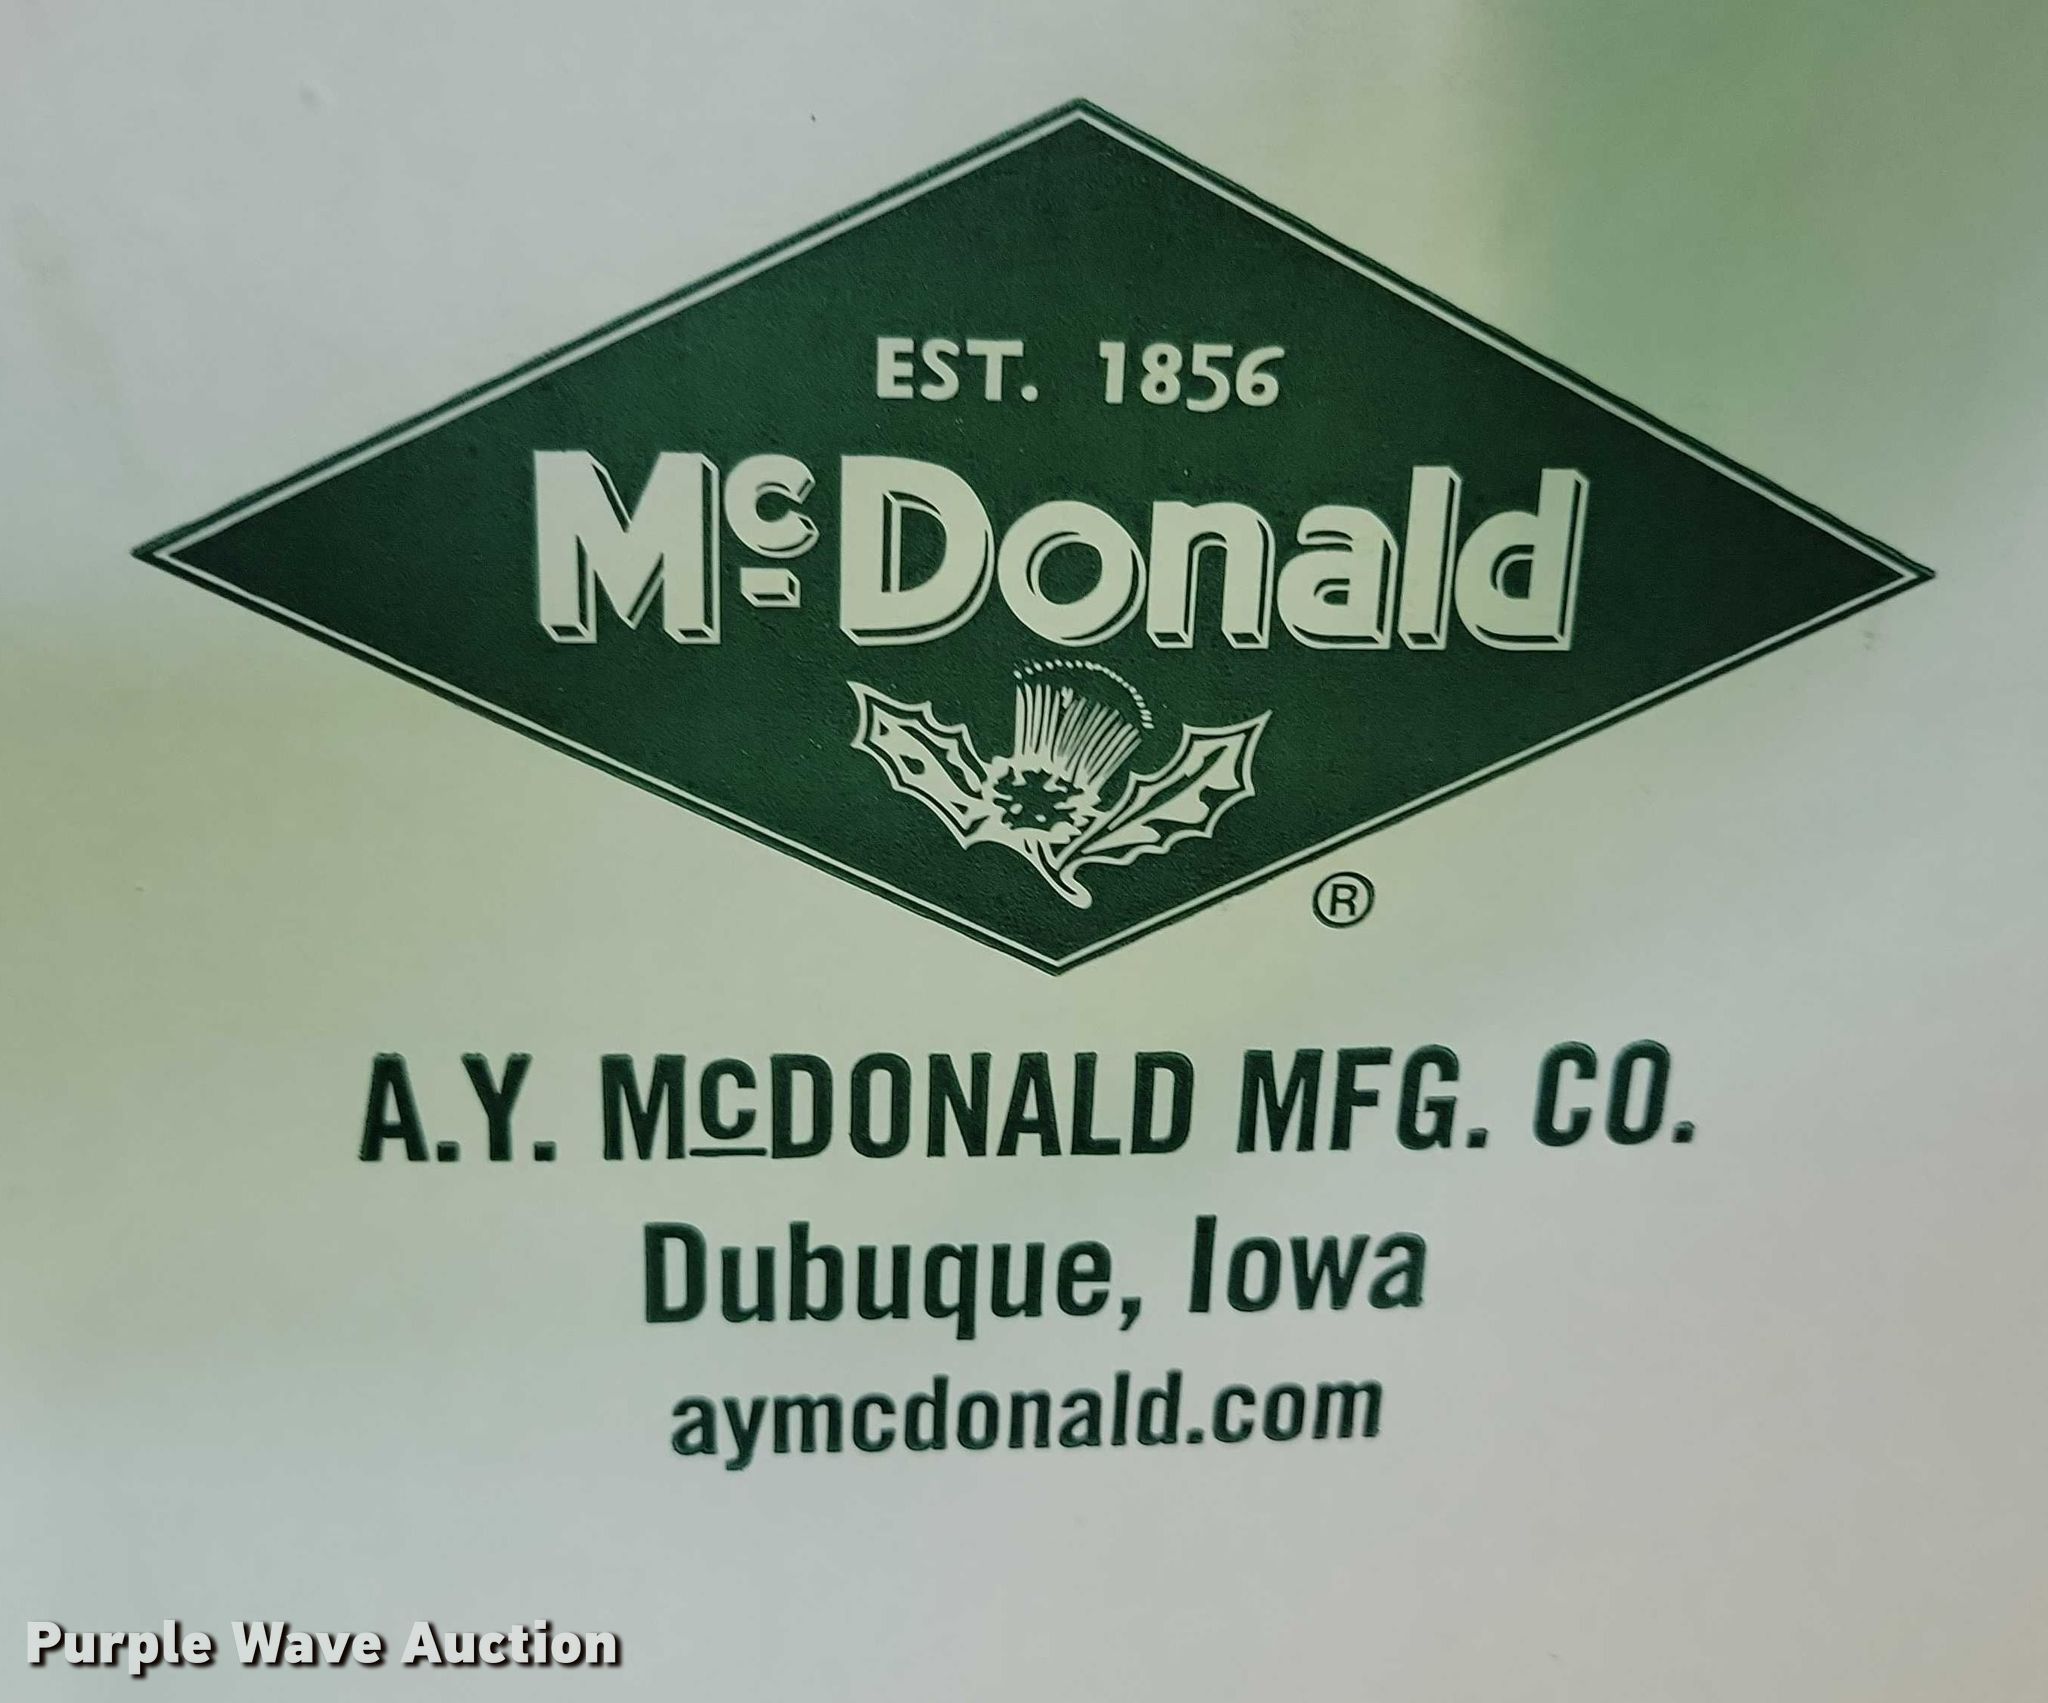 EST. 1856
McDonald
®
A.Y. McDONALD MFG. CO.
Dubuque, Iowa
aymcdonald.com
Purple Wave Auction